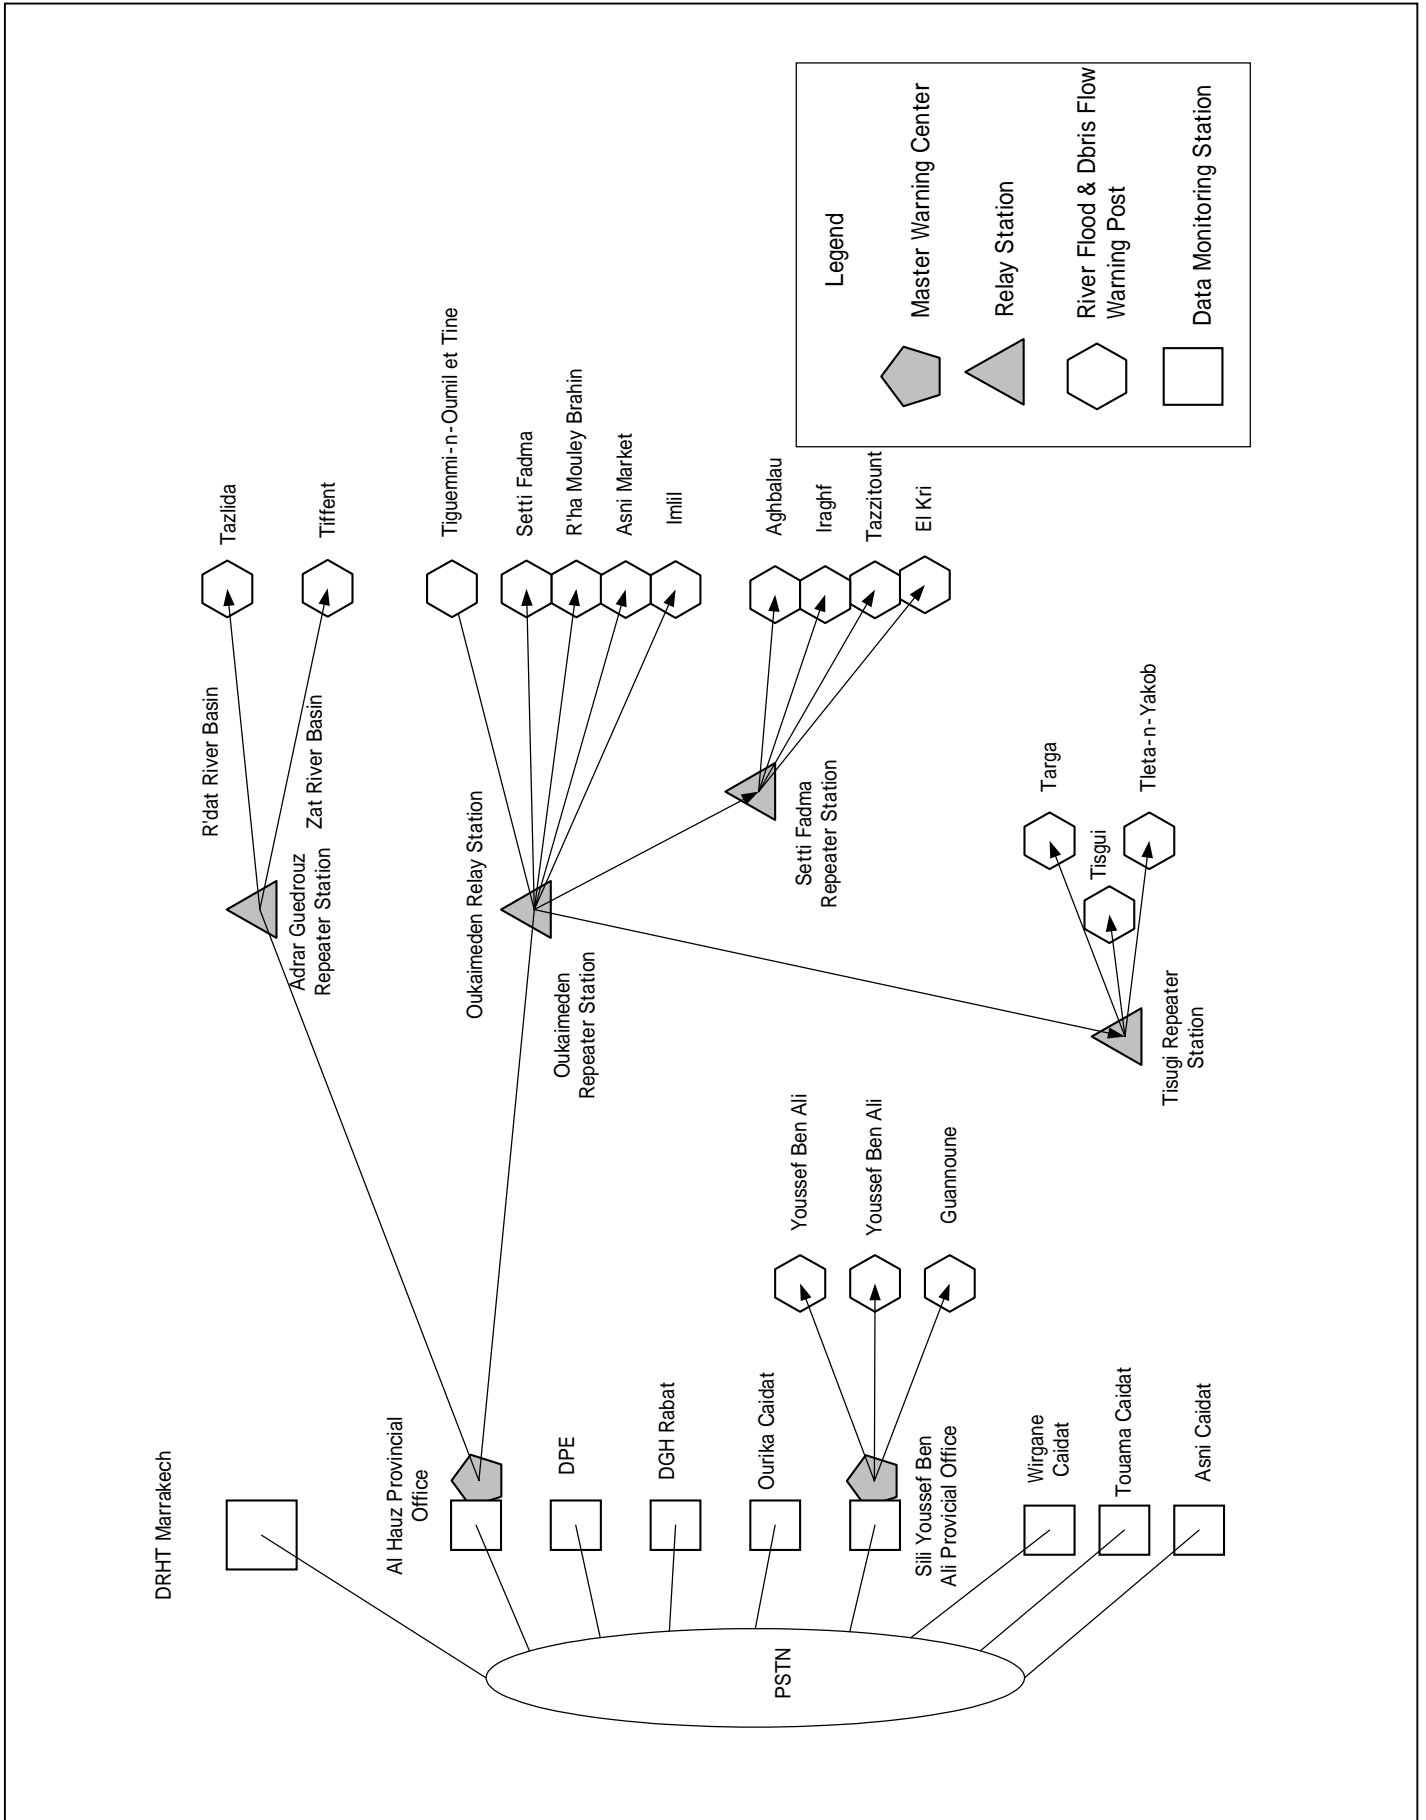 DRHT Marrakech
Al Hauz Provincial
Office
DPE
DGH Rabat
Ourika Caidat
Sili Youssef Ben
Ali Provicial Office
Wirgane
Caidat
Touama Caidat
Asni Caidat
PSTN
Youssef Ben Ali
Youssef Ben Ali
Guannoune
Adrar Guedrouz
Repeater Station
R'dat River Basin
Zat River Basin
Tazlida
Tiffent
Oukaimeden Relay Station
Oukaimeden
Repeater Station
Tiguemmi-n-Oumil et Tine
Setti Fadma
R'ha Mouley Brahin
Asni Market
Imlil
Setti Fadma
Repeater Station
Aghbalau
Iraghf
Tazzitount
El Kri
Tisugi Repeater
Station
Targa
Tisgui
Tleta-n-Yakob
Legend
Master Warning Center
Relay Station
River Flood & Dbris Flow
Warning Post
Data Monitoring Station